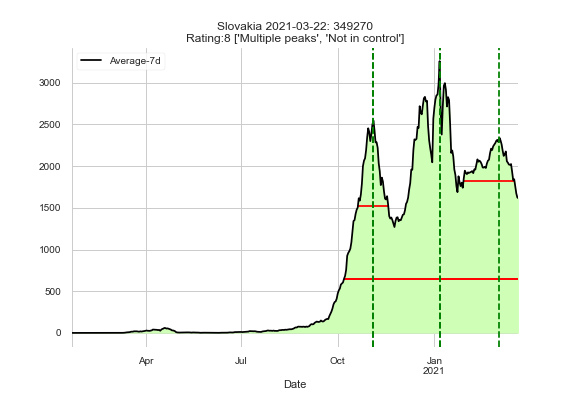 Slovakia 2021-03-22: 349270
Rating:8 ['Multiple peaks', 'Not in control']
Average-7d
3000
2500
2000
1500
1000
500
0
Apr
Jul
Oct
Jan
2021
Date